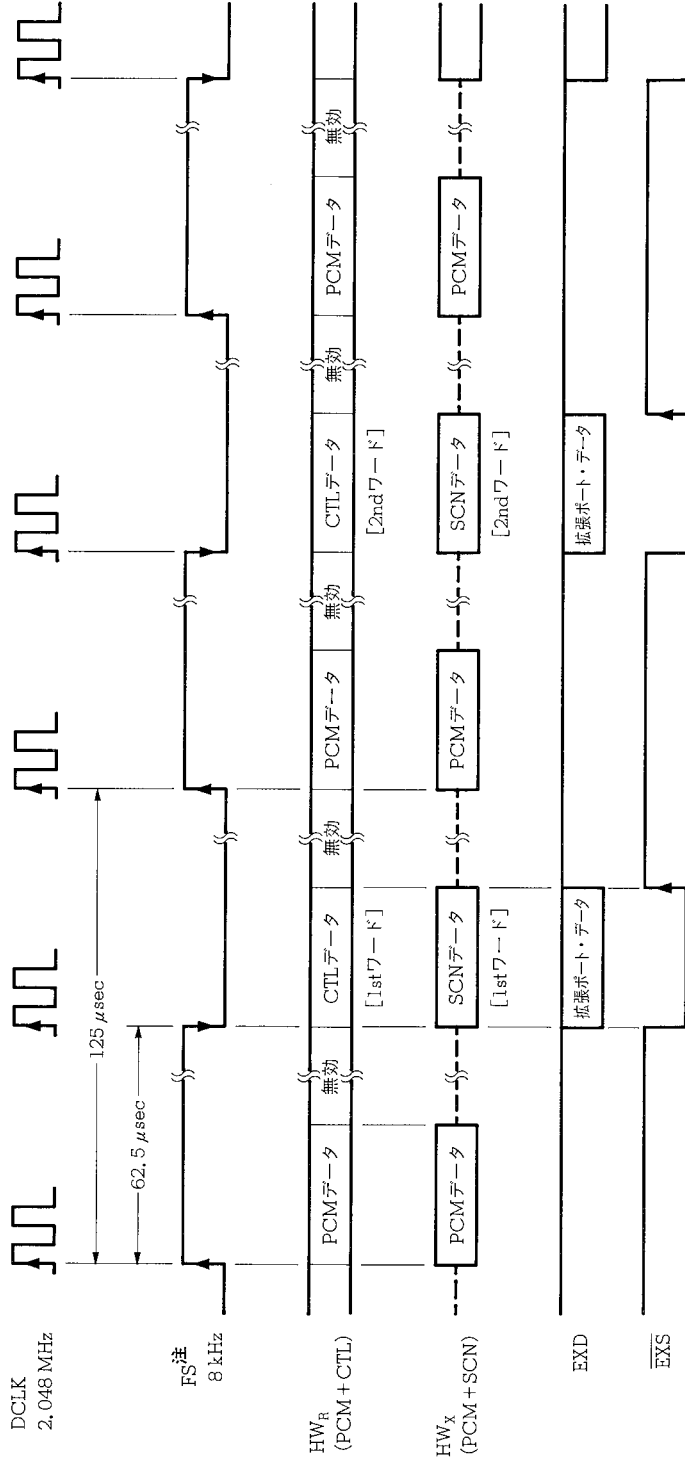 DCLK
2.048 MHz
125 μsec
62.5 μsec
FS注
8 kHz
HWR
(PCM+CTL)
PCMデータ
無効
CTLデータ
[1stワード]
無効
PCMデータ
無効
CTLデータ
[2ndワード]
無効
PCMデータ
無効
HWX
(PCM+SCN)
PCMデータ
SCNデータ
[1stワード]
PCMデータ
SCNデータ
[2ndワード]
PCMデータ
EXD
拡張ポート・データ
拡張ポート・データ
EXS